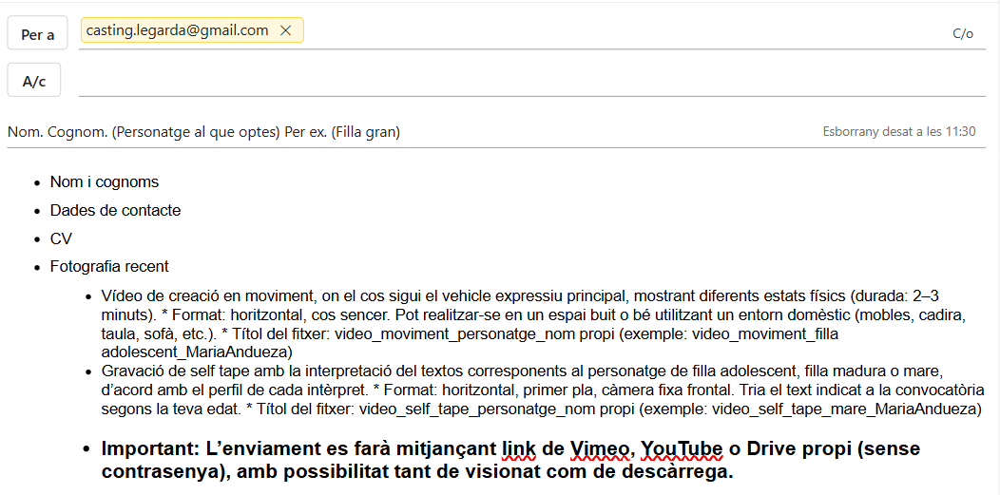 Per a casting.legarda@gmail.com C/o
A/c
Nom. Cognom. (Personatge al que optes) Per ex. (Filla gran) Esborrany desat a les 11:30
• Nom i cognoms
• Dades de contacte
• CV
• Fotografia recent
• Vídeo de creació en moviment, on el cos sigui el vehicle expressiu principal, mostrant diferents estats físics (durada: 2–3
minuts). * Format: horitzontal, cos sencer. Pot realitzar-se en un espai buit o bé utilitzant un entorn domèstic (mobles, cadira,
taula, sofà, etc.). * Títol del fitxer: video_moviment_personatge_nom propi (exemple: video_moviment_filla
adolescent_MariaAndueza)
• Gravació de self tape amb la interpretació del textos corresponents al personatge de filla adolescent, filla madura o mare,
d’acord amb el perfil de cada intèrpret. * Format: horitzontal, primer pla, càmera fixa frontal. Tria el text indicat a la convocatòria
segons la teva edat. * Títol del fitxer: video_self_tape_personatge_nom propi (exemple: video_self_tape_mare_MariaAndueza)
• Important: L’enviament es farà mitjançant link de Vimeo, YouTube o Drive propi (sense
contrasenya), amb possibilitat tant de visionat com de descàrrega.